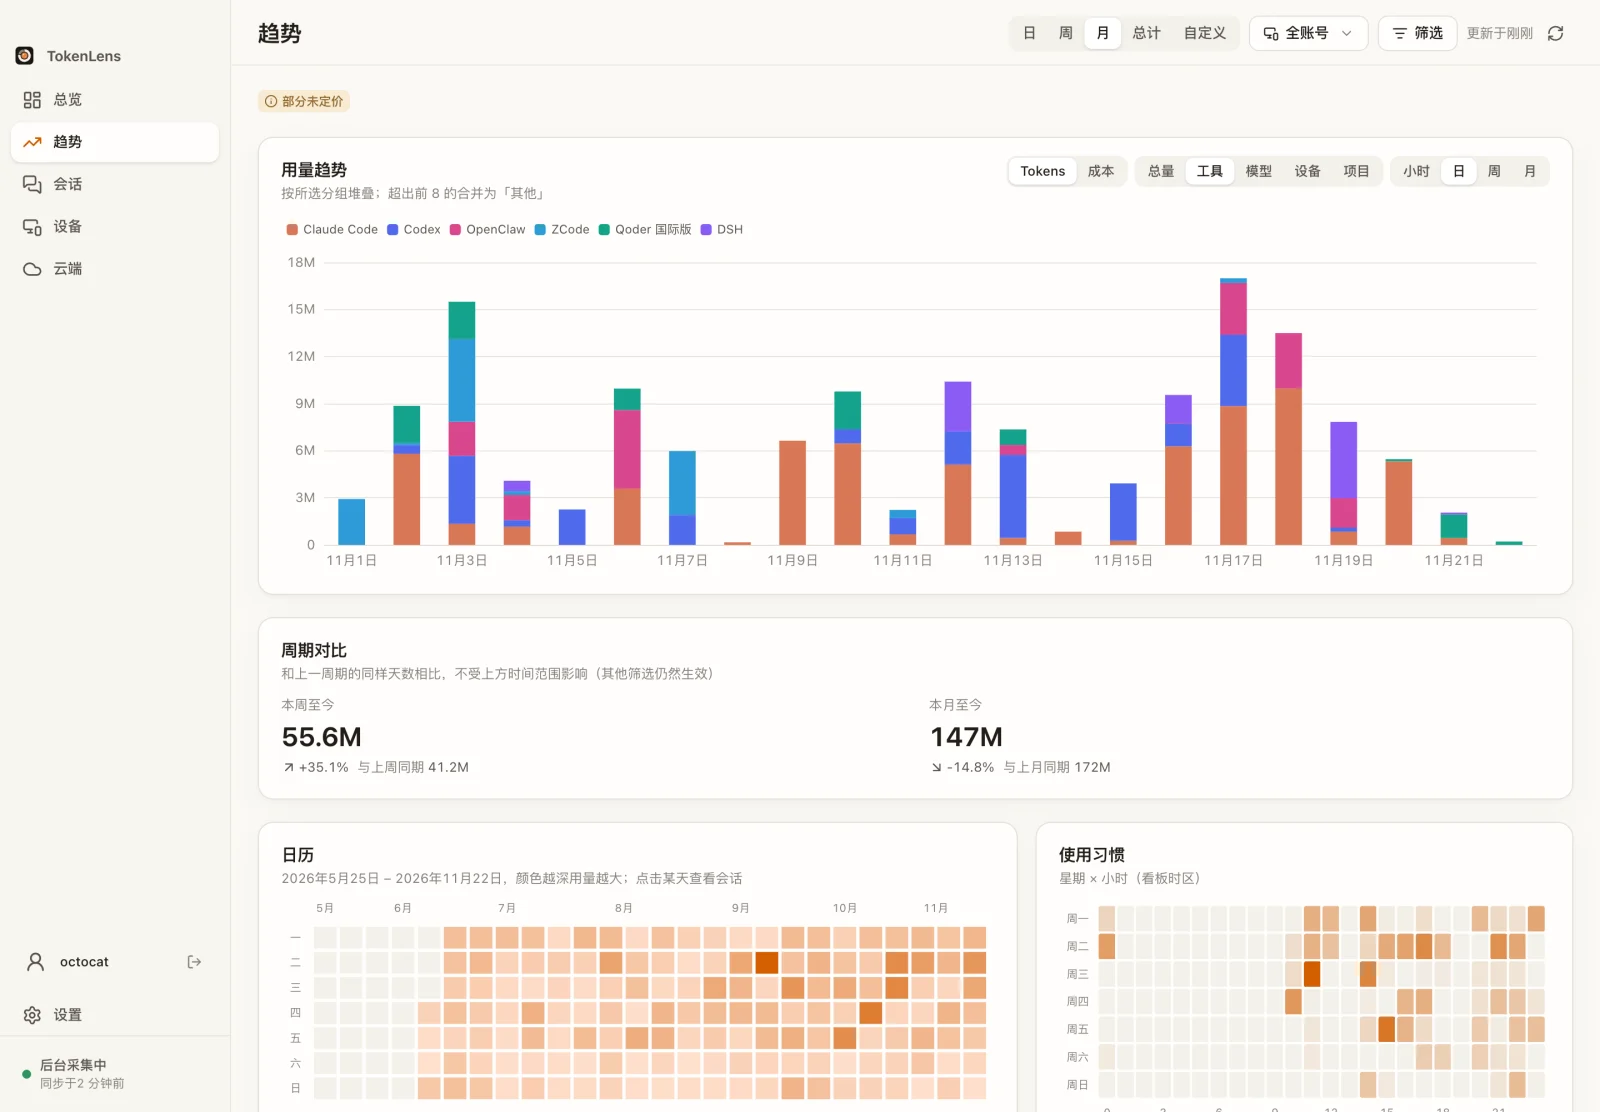 TokenLens
总览
趋势
会话
设备
云端
octocat
设置
后台采集中
同步于2 分钟前
趋势
日 周 月 总计 自定义 全账号 筛选 更新于刚刚
部分未定价
用量趋势
按所选分组堆叠；超出前 8 的合并为「其他」
Tokens 成本 总量 工具 模型 设备 项目 小时 日 周 月
Claude Code Codex OpenClaw ZCode Qoder 国际版 DSH
18M
15M
12M
9M
6M
3M
0
11月1日 11月3日 11月5日 11月7日 11月9日 11月11日 11月13日 11月15日 11月17日 11月19日 11月21日
周期对比
和上一周期的同样天数相比，不受上方时间范围影响（其他筛选仍然生效）
本周至今
55.6M
+35.1% 与上周同期 41.2M
本月至今
147M
-14.8% 与上月同期 172M
日历
2026年5月25日 – 2026年11月22日，颜色越深用量越大；点击某天查看会话
5月 6月 7月 8月 9月 10月 11月
一
二
三
四
五
六
日
使用习惯
星期 × 小时（看板时区）
周一
周二
周三
周四
周五
周六
周日